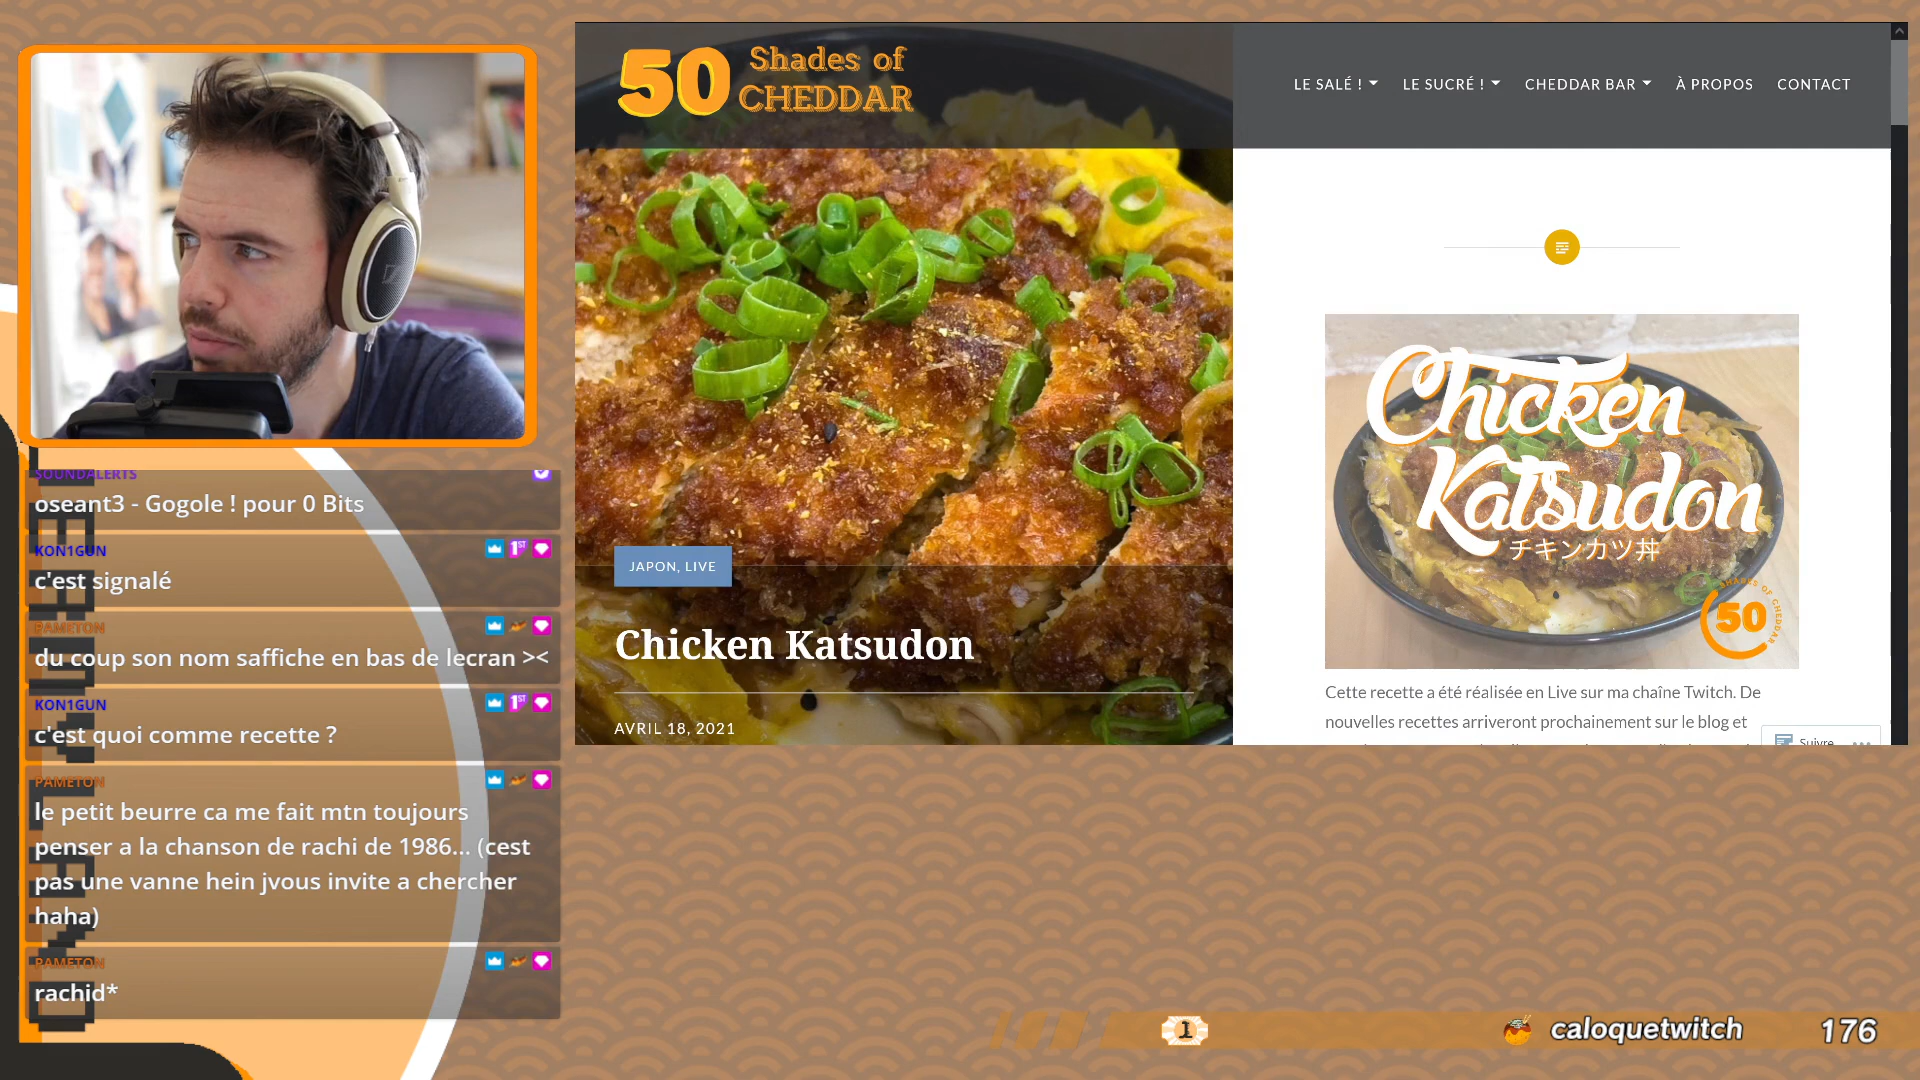 SOUNDALERTS
oseant3 - Gogole ! pour 0 Bits
KON1GUN
c'est signalé
PAMETON
du coup son nom saffiche en bas de lecran ><
KON1GUN
c'est quoi comme recette ?
PAMETON
le petit beurre ca me fait mtn toujours
penser a la chanson de rachi de 1986... (cest
pas une vanne hein jvous invite a chercher
haha)
PAMETON
rachid*
50 Shades of
CHEDDAR
LE SALÉ ! LE SUCRÉ ! CHEDDAR BAR À PROPOS CONTACT
JAPON, LIVE
Chicken Katsudon
AVRIL 18, 2021
Chicken
Katsudon
チキンカツ丼
SHADES OF CHEDDAR
50
Cette recette a été réalisée en Live sur ma chaîne Twitch. De
nouvelles recettes arriveront prochainement sur le blog et
Suivre
1
caloquetwitch 176